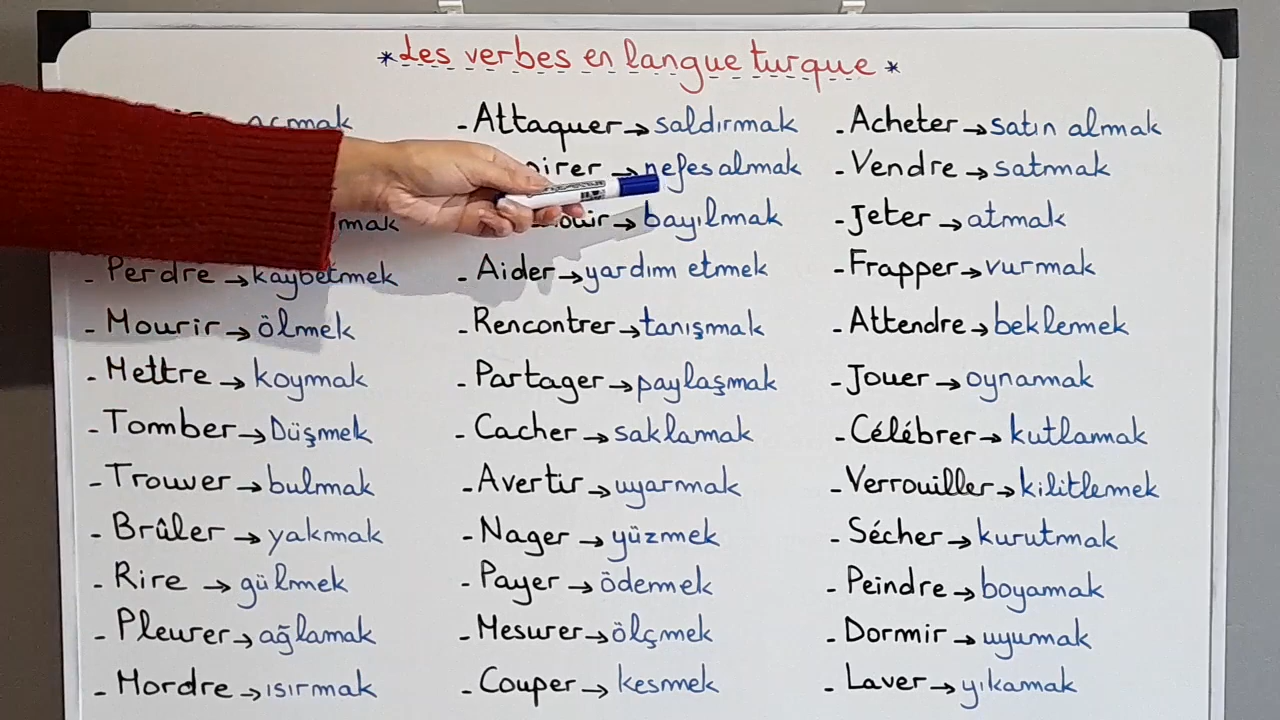 *Les verbes en langue turque*
açmak
mak
- Perdre → kaybetmek
- Mourir → ölmek
- Mettre → koymak
- Tomber → Düşmek
- Trouver → bulmak
- Brûler → yakmak
- Rire → gülmek
- Pleurer → ağlamak
- Mordre → ısırmak
- Attaquer → saldırmak
→ nefes almak
→ bayılmak
- Aider → yardım etmek
- Rencontrer → tanışmak
- Partager → paylaşmak
- Cacher → saklamak
- Avertir → uyarmak
- Nager → yüzmek
- Payer → ödemek
- Mesurer → ölçmek
- Couper → kesmek
- Acheter → satın almak
- Vendre → satmak
- Jeter → atmak
- Frapper → vurmak
- Attendre → beklemek
- Jouer → oynamak
- Célébrer → kutlamak
- Verrouiller → kilitlemek
- Sécher → kurutmak
- Peindre → boyamak
- Dormir → uyumak
- Laver → yıkamak